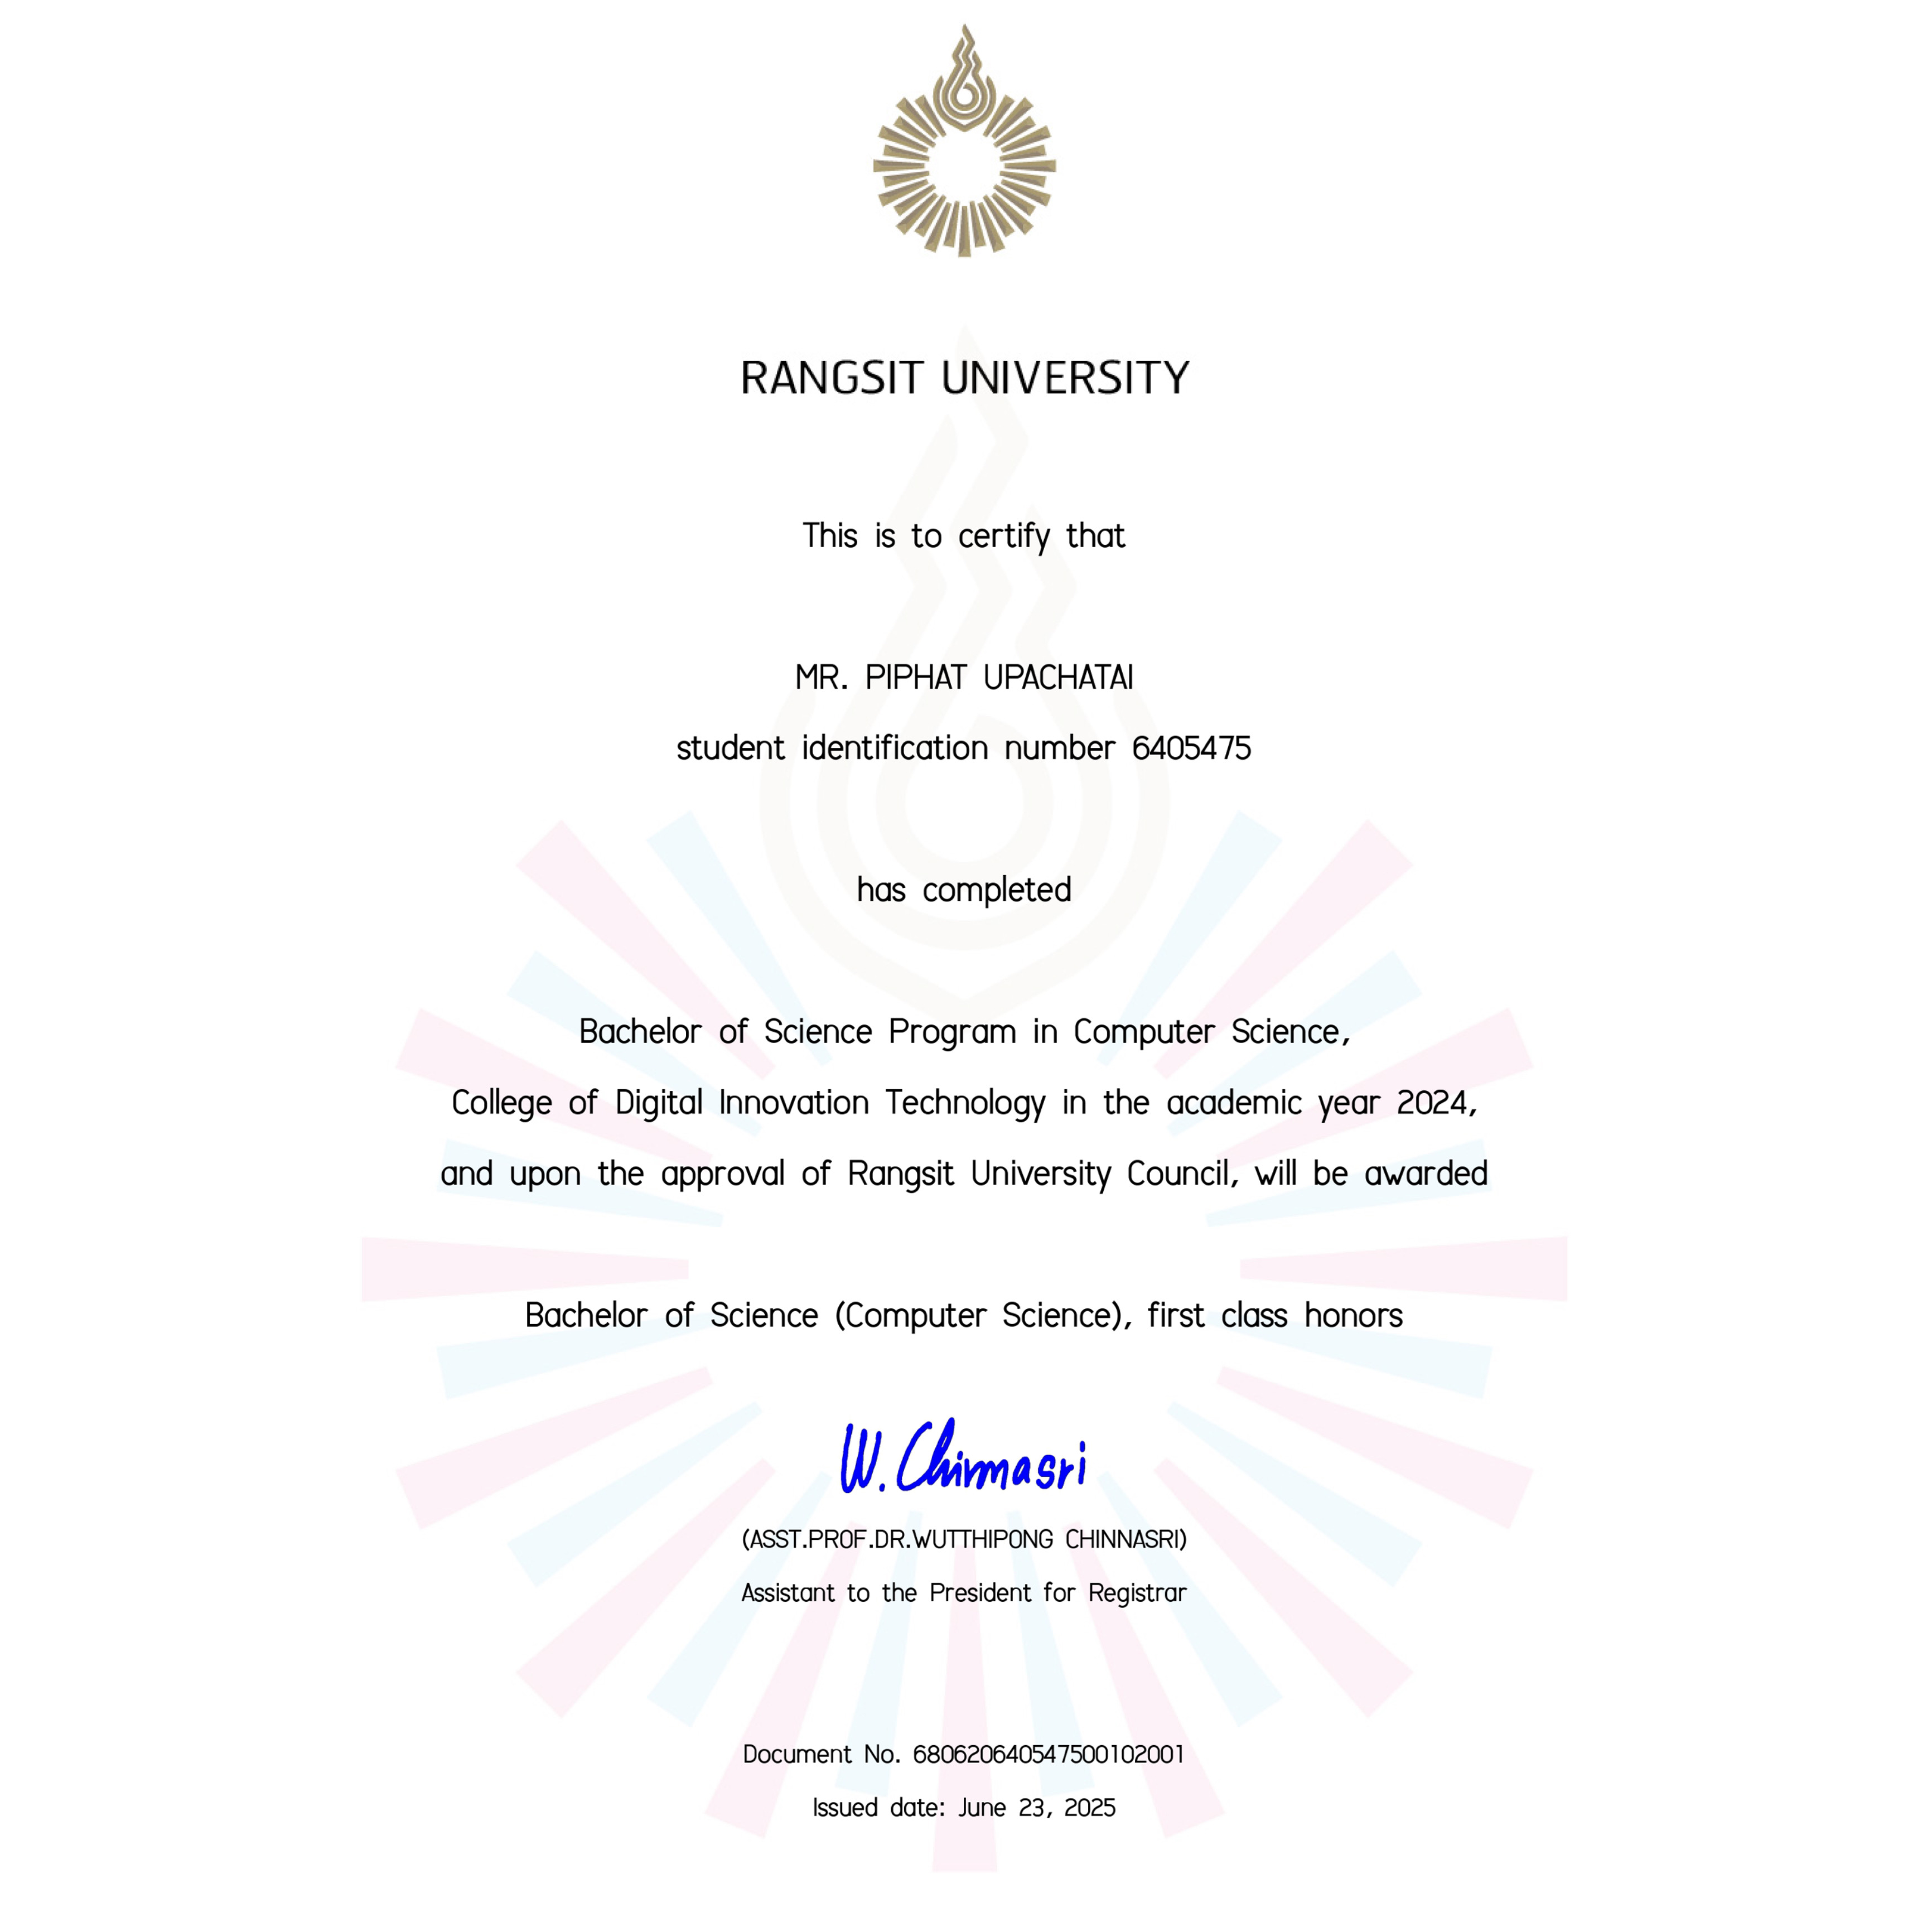 RANGSIT UNIVERSITY
This is to certify that
MR. PIPHAT UPACHATAI
student identification number 6405475
has completed
Bachelor of Science Program in Computer Science,
College of Digital Innovation Technology in the academic year 2024,
and upon the approval of Rangsit University Council, will be awarded
Bachelor of Science (Computer Science), first class honors
W. Chinnasri
(ASST.PROF.DR.WUTTHIPONG CHINNASRI)
Assistant to the President for Registrar
Document No. 680620640547500102001
Issued date: June 23, 2025